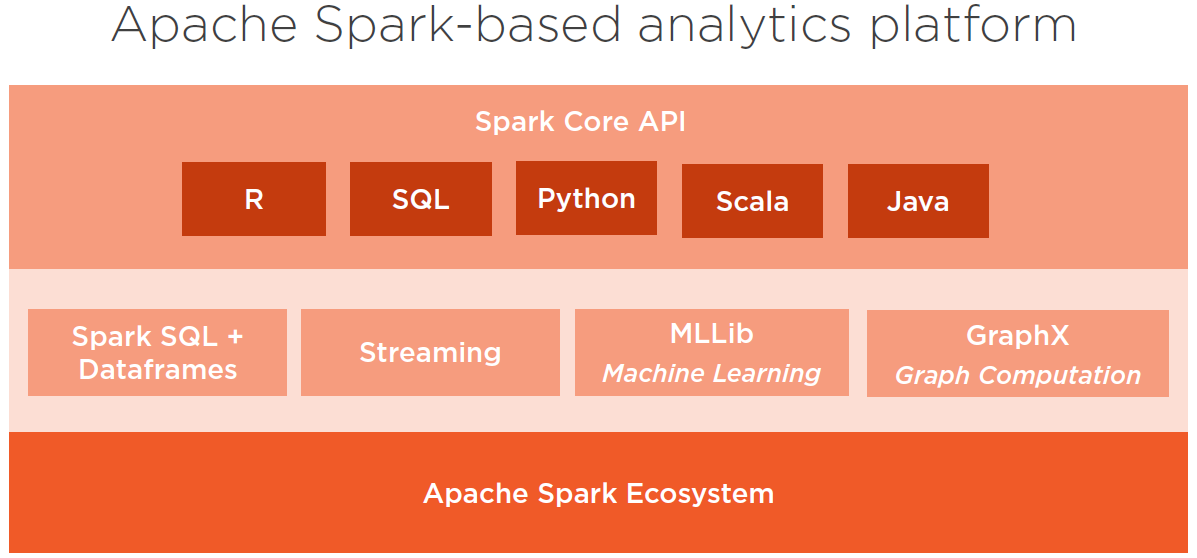 Apache Spark-based analytics platform
Spark Core API
R
SQL
Python
Scala
Java
Spark SQL +
Dataframes
Streaming
MLLib
Machine Learning
GraphX
Graph Computation
Apache Spark Ecosystem